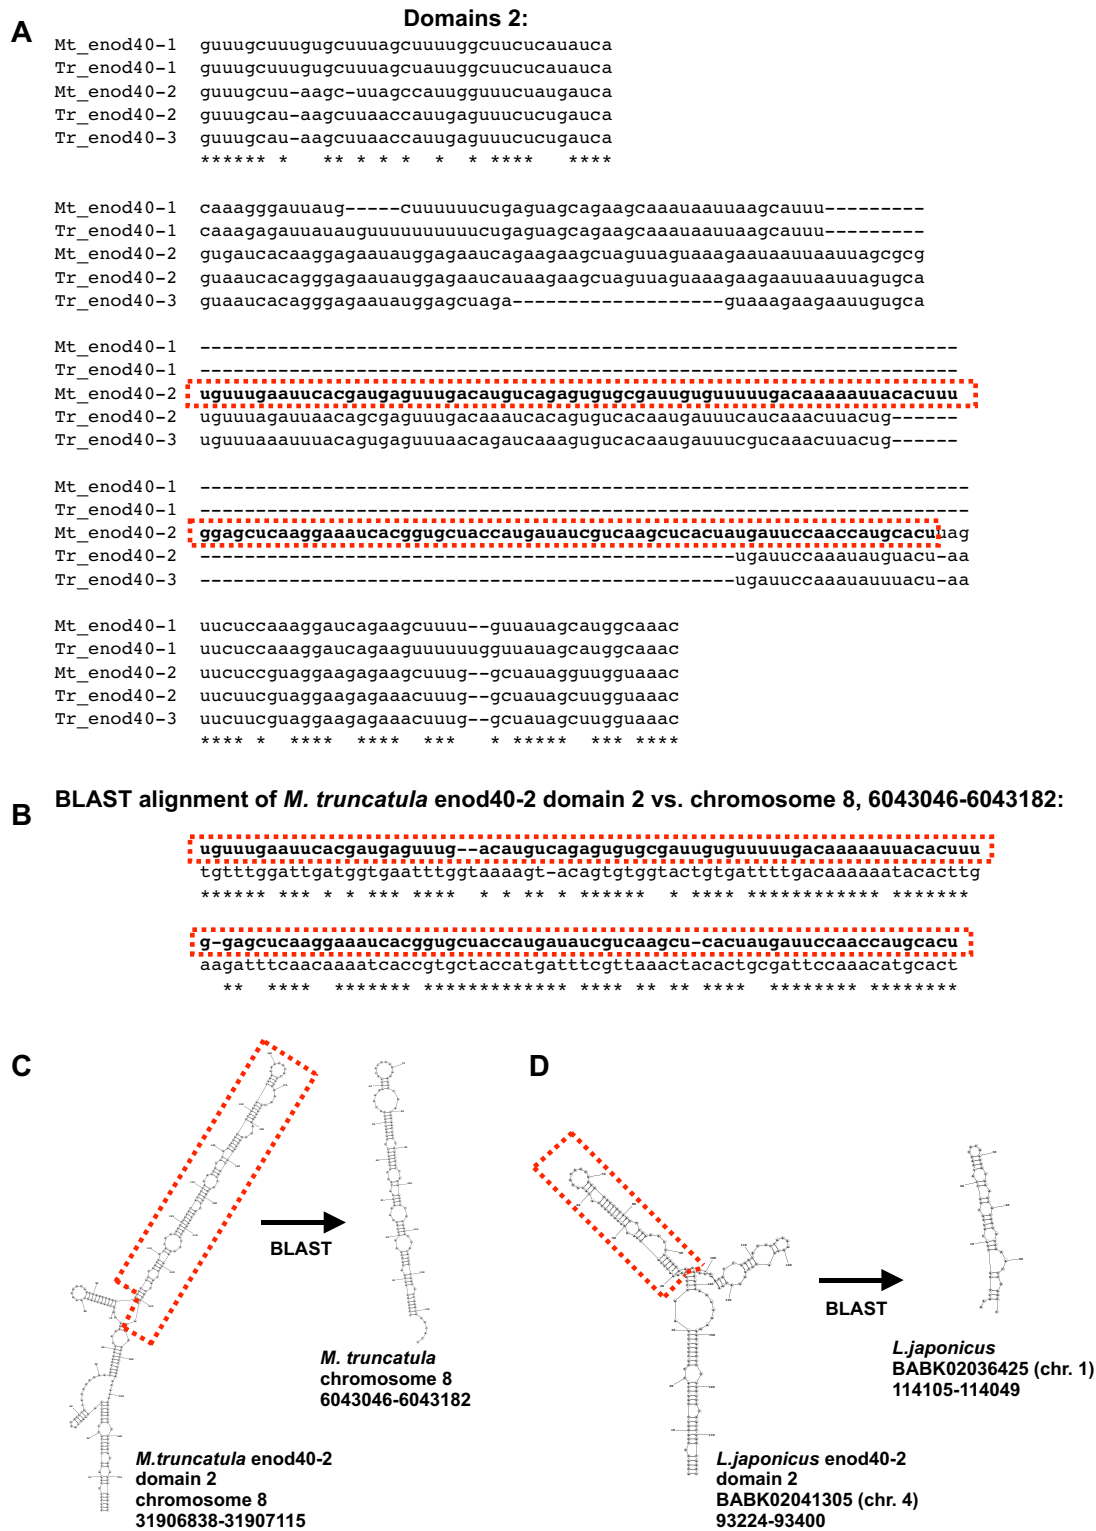 A
Domains 2:
Mt_enod40-1 guuugcuuugugcuuuagcuuuuggcuucucauauca
Tr_enod40-1 guuugcuuugugcuuuagcuauuggcuucucauauca
Mt_enod40-2 guuugcuu-aagc-uuagccauugguuucuaugauca
Tr_enod40-2 guuugcau-aagcuuaaccauugaguuucucugauca
Tr_enod40-3 guuugcau-aagcuuaaccauugaguuucucugauca
****** *   ** * * *  *  * ****   ****
Mt_enod40-1 caaagggauuaug-----cuuuuuucugaguagcagaagcaaauaauuaagcauuu---------
Tr_enod40-1 caaagagauuauauguuuuuuuuuucugaguagcagaagcaaauaauuaagcauuu---------
Mt_enod40-2 gugaucacaaggagaauauggagaaucagaagaagcuaguuaguaaagaauaauuaauuagcgcg
Tr_enod40-2 guaaucacaagggagaauauggagaaucauaagaagcuaguuaguaaagaagaauuaauuagugca
Tr_enod40-3 guaaucacagggagaauauggagcuaga-------------------guaaagaagaauugugca
Mt_enod40-1 --------------------------------------------------------------------
Tr_enod40-1 --------------------------------------------------------------------
Mt_enod40-2 uguuugaauucacgaugaguuugacaugucagagugugcgauuguguuuuugacaaaaauuacacuuu
Tr_enod40-2 uguuuagauuaacagcgaguuugacaaaucacagugucacaaugauuucaucaaacuuacug------
Tr_enod40-3 uguuuaaauuuacagugaguuaacagaucaaagugucacaaugauuucgucaaacuuacug------
Mt_enod40-1 ---------------------------------------------------------------------
Tr_enod40-1 ---------------------------------------------------------------------
Mt_enod40-2 ggagcucaaggaaaucacggugcuaccaugauaucgucaagcucacuaugauuccaaccaugcacuuag
Tr_enod40-2 ------------------------------------------------ugauuccaaauauguacu-aa
Tr_enod40-3 ------------------------------------------------ugauuccaaauauuuacu-aa
Mt_enod40-1 uucuccaaaggaucagaagcuuuu--guuauagcauggcaaac
Tr_enod40-1 uucuccaaaggaucagaaguuuuuugguuauagcauggcaaac
Mt_enod40-2 uucuccguaggaagagaagcuuug--gcuauagguugguaaac
Tr_enod40-2 uucuucguaggaagagaaacuuug--gcuauagcuugguaaac
Tr_enod40-3 uucuucguaggaagagaaacuuug--gcuauagcuugguaaac
**** *  ****  ****  ***   * *****  *** ****
B
BLAST alignment of M. truncatula enod40-2 domain 2 vs. chromosome 8, 6043046-6043182:
uguuugaauucacgaugaguuug--acaugucagagugugcgauuguguuuuugacaaaaauuacacuuu
tgtttggattgatggtgaatttggtaaaagt-acagtgtggtactgtgattttgacaaaaaatacacttg
****** *** * * *** ***  * * ** * ****** ** **** ************ *******
g-gagcucaaggaaaucacggugcuaccaugauaucgucaagcu-cacuaugauuccaaccaugcacu
aagatttcaacaaaatcaccgtgctaccatgatttcgttaaactacactgcgattccaaacatgcact
**  ****  ******* ************* **** ** ** ****  ******** ********
C
D
BLAST
BLAST
M. truncatula
chromosome 8
6043046-6043182
L.japonicus
BABK02036425 (chr. 1)
114105-114049
M.truncatula enod40-2
domain 2
chromosome 8
31906838-31907115
L.japonicus enod40-2
domain 2
BABK02041305 (chr. 4)
93224-93400